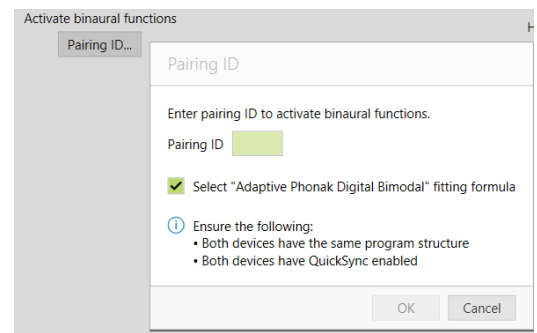 Activate binaural functions
H
Pairing ID...
Pairing ID
Enter pairing ID to activate binaural functions.
Pairing ID
Select "Adaptive Phonak Digital Bimodal" fitting formula
Ensure the following:
• Both devices have the same program structure
• Both devices have QuickSync enabled
OK
Cancel